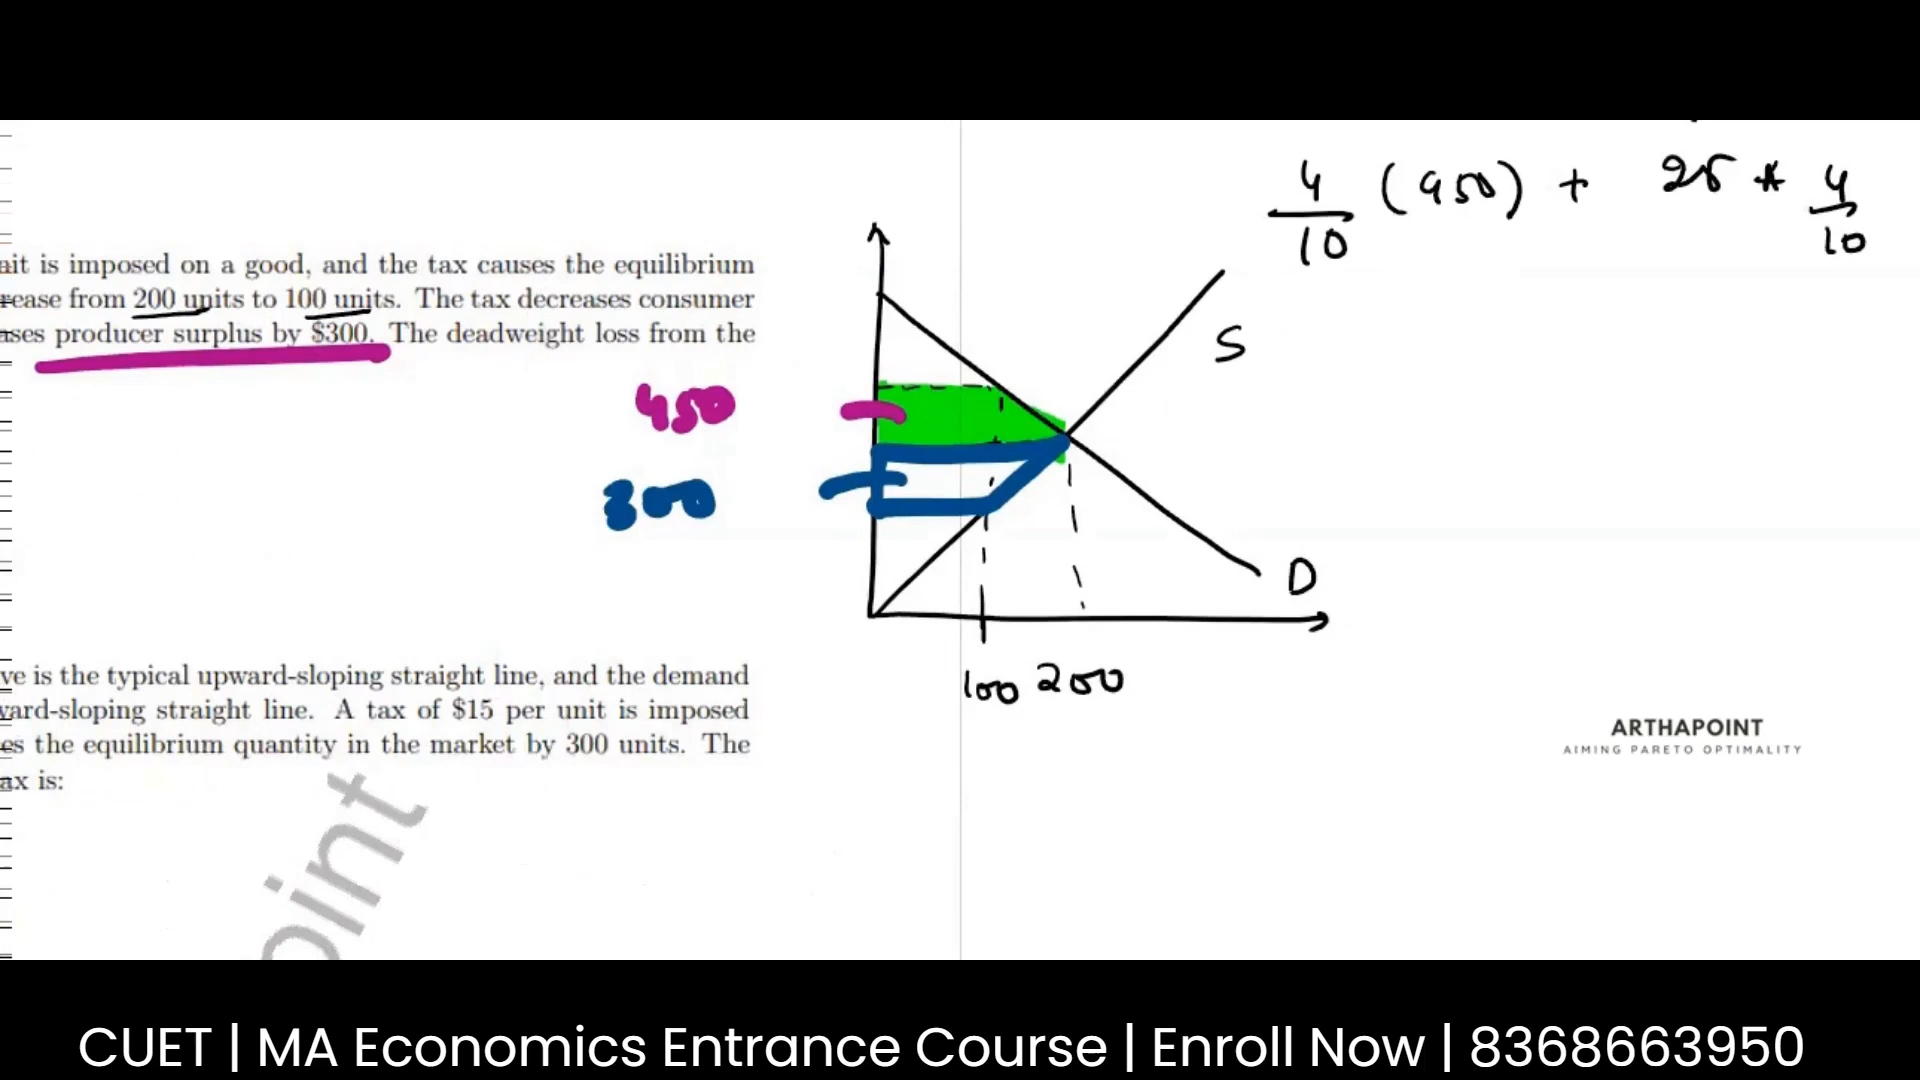 4/10 (450) + 25 * 4/10
ait is imposed on a good, and the tax causes the equilibrium
rease from 200 units to 100 units. The tax decreases consumer
ases producer surplus by $300. The deadweight loss from the
S
450
300
D
100 200
ve is the typical upward-sloping straight line, and the demand
vard-sloping straight line. A tax of $15 per unit is imposed
es the equilibrium quantity in the market by 300 units. The
ax is:
ARTHAPOINT
AIMING PARETO OPTIMALITY
oint
CUET | MA Economics Entrance Course | Enroll Now | 8368663950